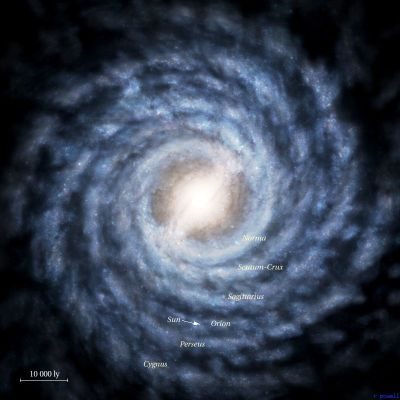 Norma
Scutum-Crux
Sagittarius
Sun
Orion
Perseus
Cygnus
10 000 ly